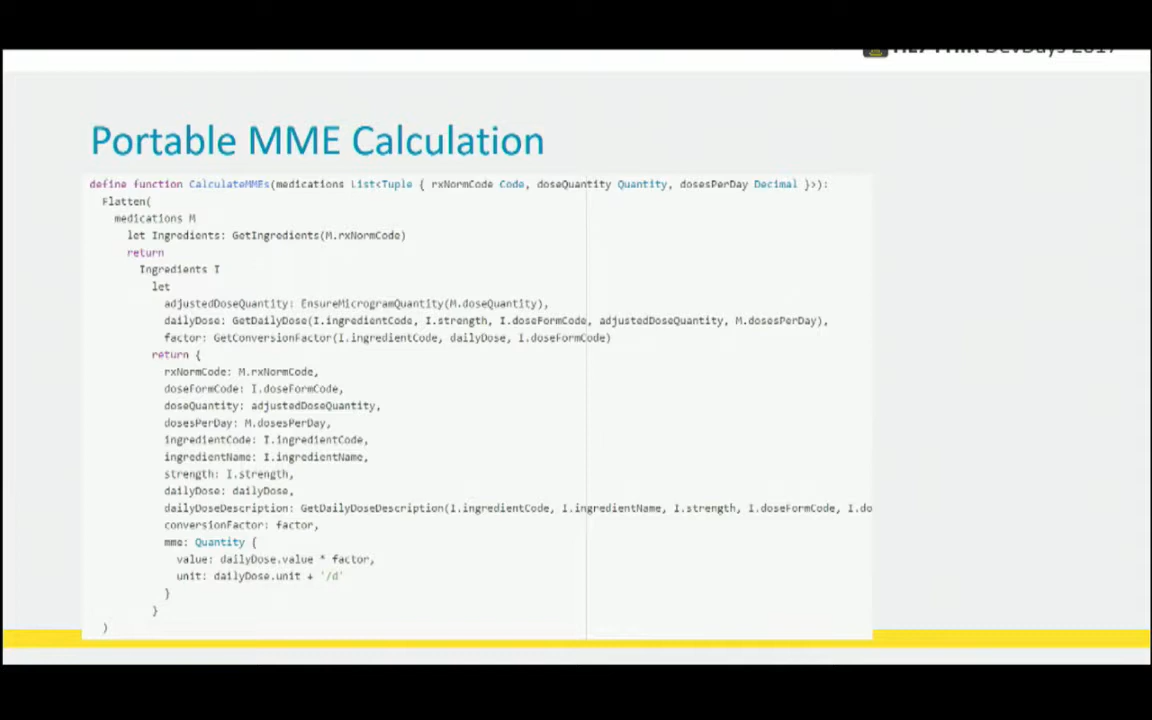 DevDays 2017
Portable MME Calculation
define function CalculateMMEs(medications List<Tuple { rxNormCode Code, doseQuantity Quantity, dosesPerDay Decimal }>):
Flatten(
medications M
let Ingredients: GetIngredients(M.rxNormCode)
return
Ingredients I
let
adjustedDoseQuantity: EnsureMicrogramQuantity(M.doseQuantity),
dailyDose: GetDailyDose(I.ingredientCode, I.strength, I.doseFormCode, adjustedDoseQuantity, M.dosesPerDay),
factor: GetConversionFactor(I.ingredientCode, dailyDose, I.doseFormCode)
return {
rxNormCode: M.rxNormCode,
doseFormCode: I.doseFormCode,
doseQuantity: adjustedDoseQuantity,
dosesPerDay: M.dosesPerDay,
ingredientCode: I.ingredientCode,
ingredientName: I.ingredientName,
strength: I.strength,
dailyDose: dailyDose,
dailyDoseDescription: GetDailyDoseDescription(I.ingredientCode, I.ingredientName, I.strength, I.doseFormCode, I.do
conversionFactor: factor,
mme: Quantity {
value: dailyDose.value * factor,
unit: dailyDose.unit + '/d'
}
}
)